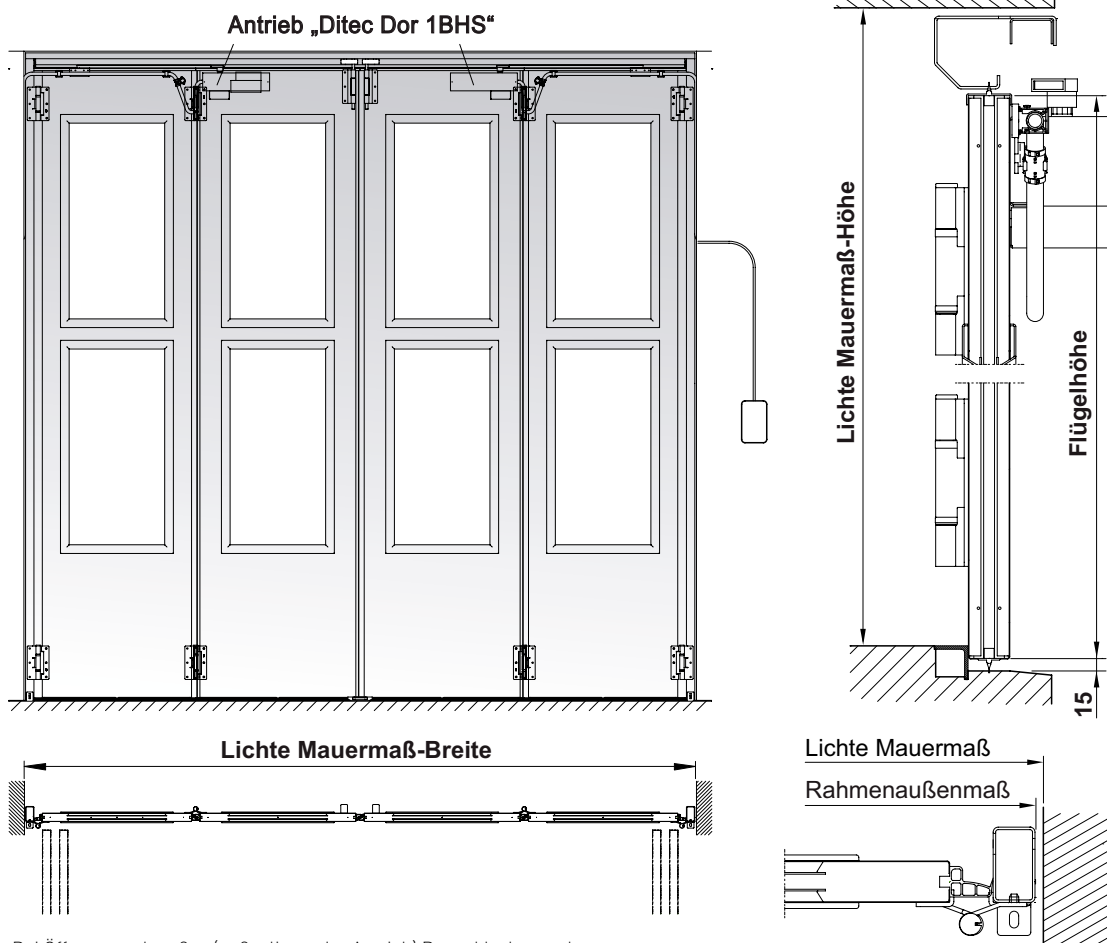 Antrieb „Ditec Dor 1BHS“
Lichte Mauermaß-Höhe
Flügelhöhe
15
Lichte Mauermaß-Breite
Lichte Mauermaß
Rahmenaußenmaß